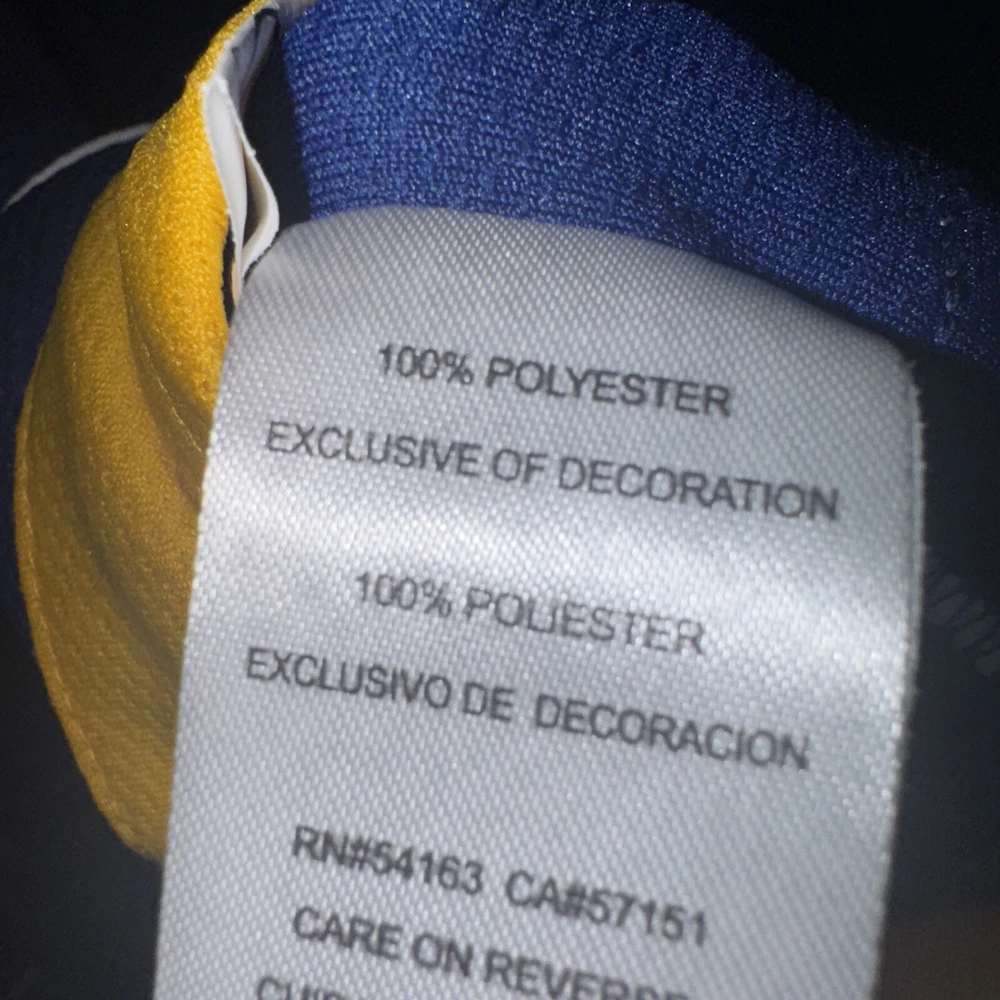 100% POLYESTER
EXCLUSIVE OF DECORATION
100% POLIESTER
EXCLUSIVO DE DECORACION
RN#54163 CA#57151
CARE ON REVERSE